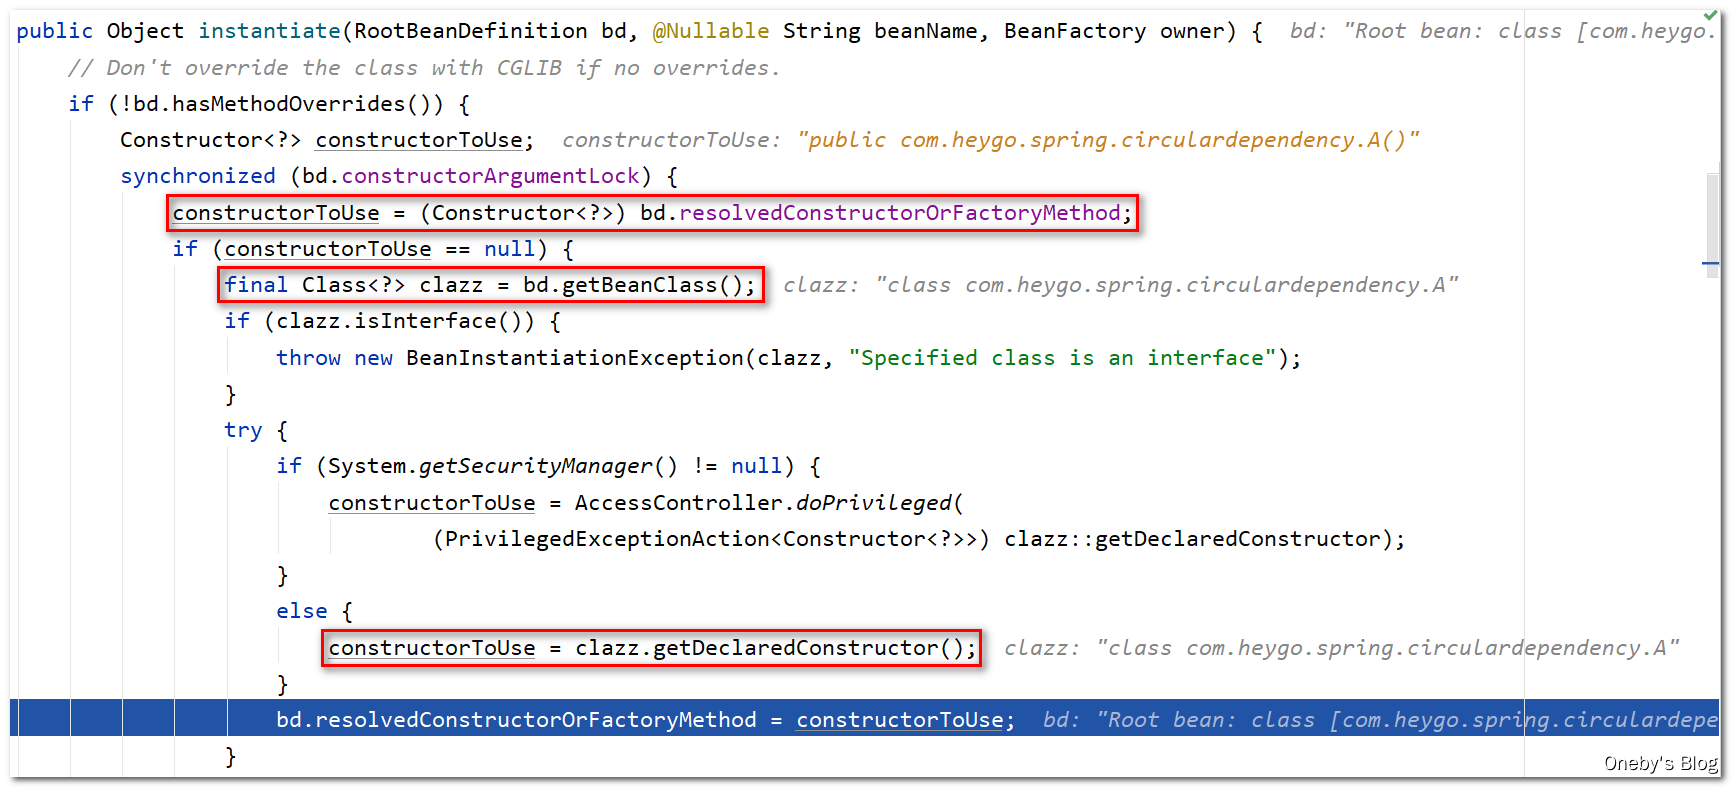 public Object instantiate(RootBeanDefinition bd, @Nullable String beanName, BeanFactory owner) {  bd: "Root bean: class [com.heygo.
// Don't override the class with CGLIB if no overrides.
if (!bd.hasMethodOverrides()) {
Constructor<?> constructorToUse;  constructorToUse: "public com.heygo.spring.circulardependency.A()"
synchronized (bd.constructorArgumentLock) {
constructorToUse = (Constructor<?>) bd.resolvedConstructorOrFactoryMethod;
if (constructorToUse == null) {
final Class<?> clazz = bd.getBeanClass();  clazz: "class com.heygo.spring.circulardependency.A"
if (clazz.isInterface()) {
throw new BeanInstantiationException(clazz, "Specified class is an interface");
}
try {
if (System.getSecurityManager() != null) {
constructorToUse = AccessController.doPrivileged(
(PrivilegedExceptionAction<Constructor<?>>) clazz::getDeclaredConstructor);
}
else {
constructorToUse = clazz.getDeclaredConstructor();  clazz: "class com.heygo.spring.circulardependency.A"
}
bd.resolvedConstructorOrFactoryMethod = constructorToUse;  bd: "Root bean: class [com.heygo.spring.circulardepe
}
Oneby's Blog